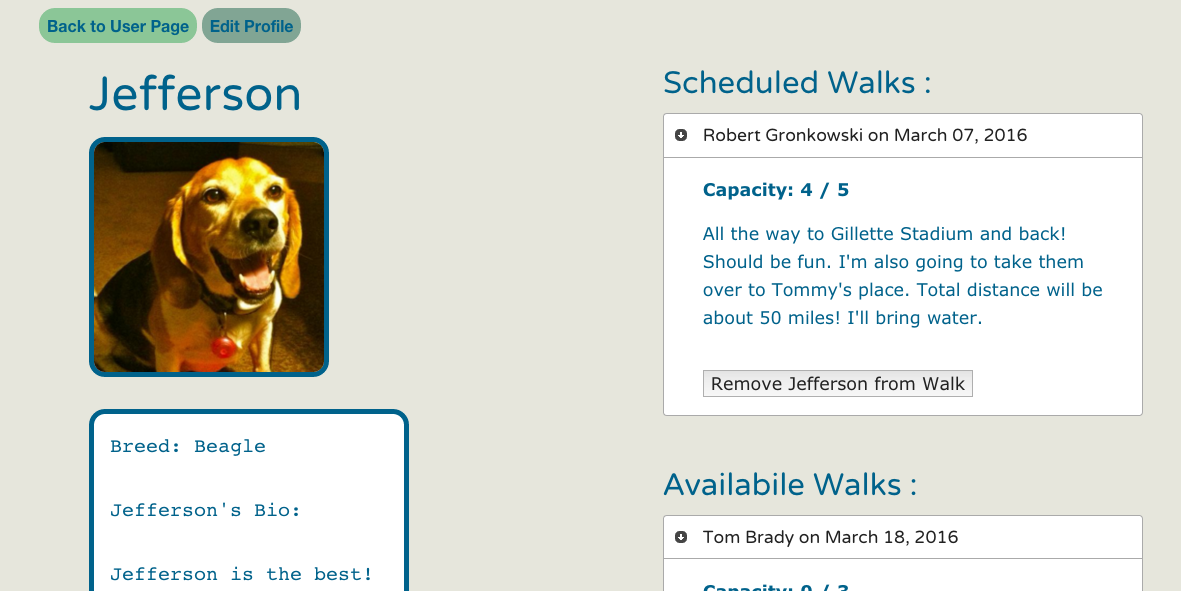 Back to User Page Edit Profile
Jefferson
Breed: Beagle
Jefferson's Bio:
Jefferson is the best!
Scheduled Walks :
Robert Gronkowski on March 07, 2016
Capacity: 4 / 5
All the way to Gillette Stadium and back!
Should be fun. I'm also going to take them
over to Tommy's place. Total distance will be
about 50 miles! I'll bring water.
Remove Jefferson from Walk
Availabile Walks :
Tom Brady on March 18, 2016
Capacity: 0 / 3